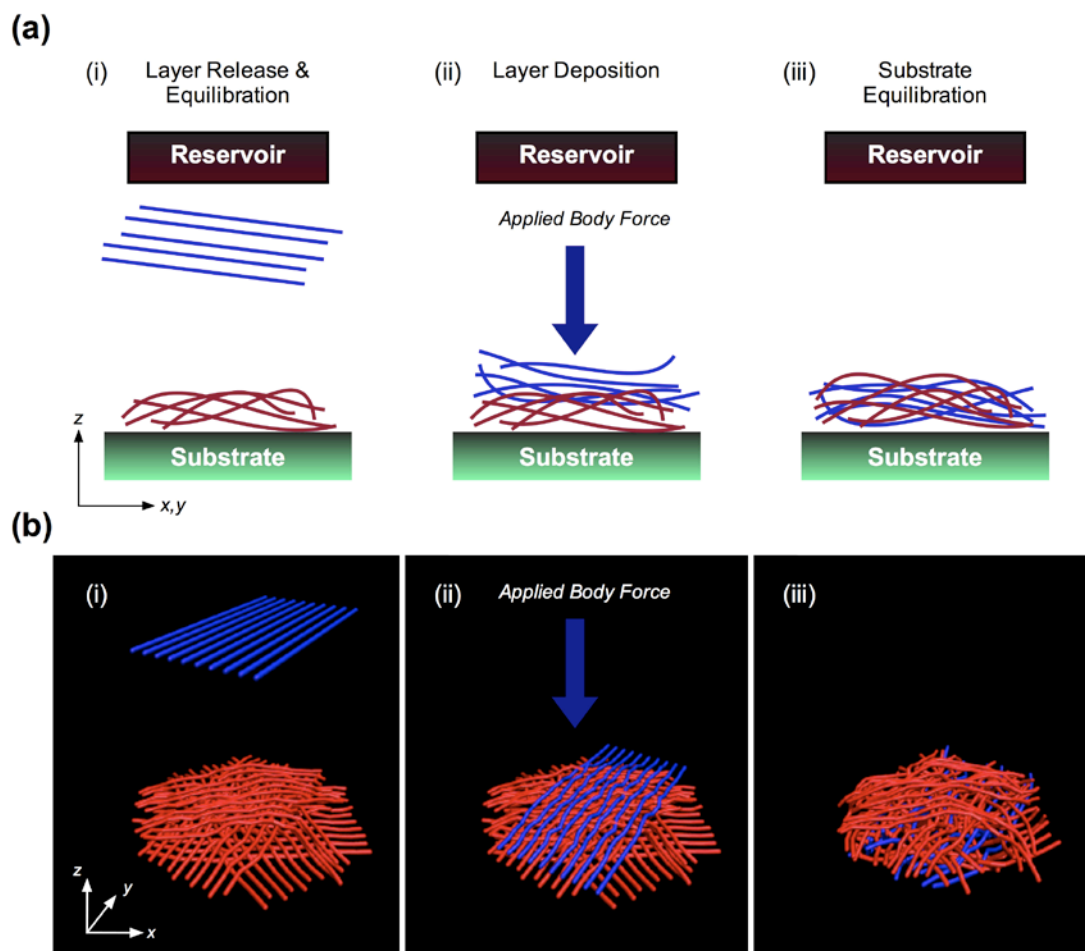 (a)
(i)
Layer Release &
Equilibration
(ii)
Layer Deposition
(iii)
Substrate
Equilibration
Reservoir
Reservoir
Reservoir
Applied Body Force
z
Substrate
Substrate
Substrate
x,y
(b)
(i)
(ii)
Applied Body Force
(iii)
z
y
x